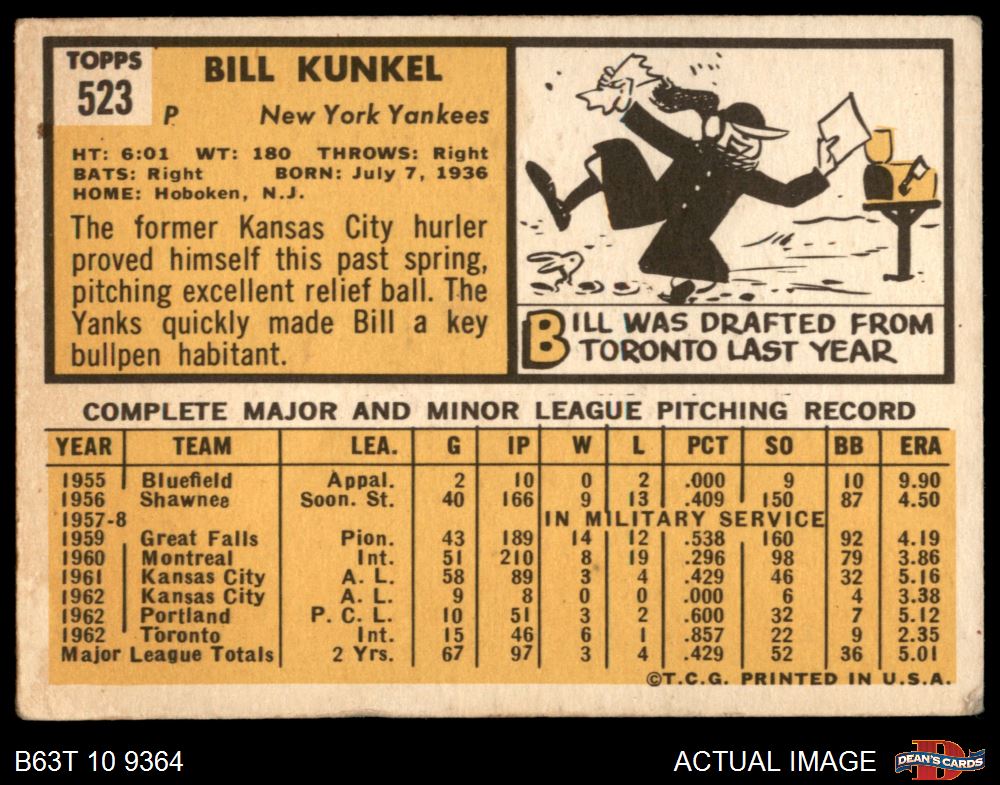 TOPPS
523
BILL KUNKEL
P New York Yankees
HT: 6:01 WT: 180 THROWS: Right
BATS: Right BORN: July 7, 1936
HOME: Hoboken, N.J.
The former Kansas City hurler
proved himself this past spring,
pitching excellent relief ball. The
Yanks quickly made Bill a key
bullpen habitant.
BILL WAS DRAFTED FROM
TORONTO LAST YEAR
COMPLETE MAJOR AND MINOR LEAGUE PITCHING RECORD
YEAR TEAM LEA. G IP W L PCT SO BB ERA
1955 Bluefield Appal. 2 10 0 2 .000 9 10 9.90
1956 Shawnee Soon. St. 40 166 9 13 .409 150 87 4.50
1957-8 IN MILITARY SERVICE
1959 Great Falls Pion. 43 189 14 12 .538 160 92 4.19
1960 Montreal Int. 51 210 8 19 .296 98 79 3.86
1961 Kansas City A. L. 58 89 3 4 .429 46 32 5.16
1962 Kansas City A. L. 9 8 0 0 .000 6 4 3.38
1962 Portland P. C. L. 10 51 3 2 .600 32 7 5.12
1962 Toronto Int. 15 46 6 1 .857 22 9 2.35
Major League Totals 2 Yrs. 67 97 3 4 .429 52 36 5.01
©T.C.G. PRINTED IN U.S.A.
B63T 10 9364 ACTUAL IMAGE DEAN'S CARDS